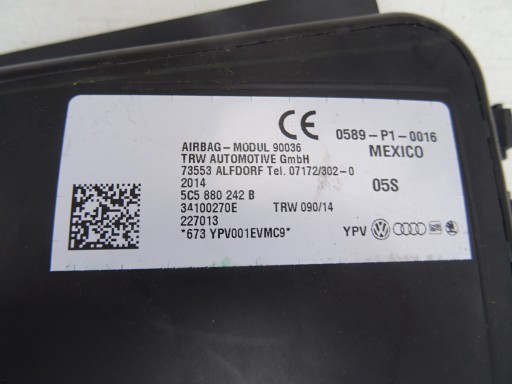 CE 0589-P1-0016
AIRBAG-MODUL 90036 MEXICO
TRW AUTOMOTIVE GmbH
73553 ALFDORF Tel. 07172/302-0
2014 05S
5C5 880 242 B
34100270E TRW 090/14
227013
*673 YPV001EVMC9* YPV